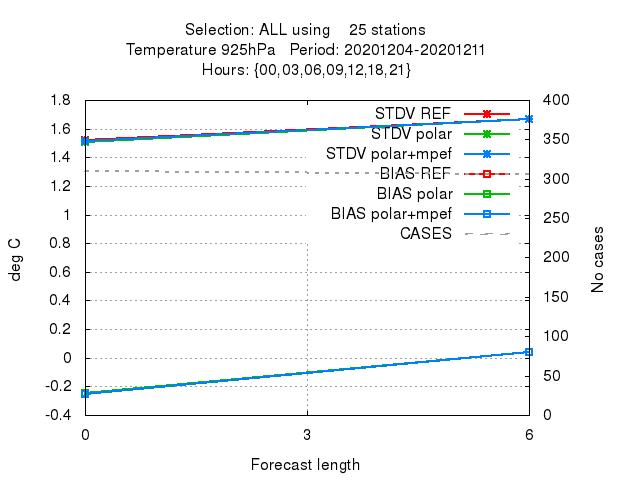 Selection: ALL using    25 stations
Temperature 925hPa   Period: 20201204-20201211
Hours: {00,03,06,09,12,18,21}
1.8
1.6
1.4
1.2
1
0.8
0.6
0.4
0.2
0
-0.2
-0.4
deg C
STDV REF
STDV polar
STDV polar+mpef
BIAS REF
BIAS polar
BIAS polar+mpef
CASES
400
350
300
250
200
150
100
50
0
No cases
0
3
6
Forecast length